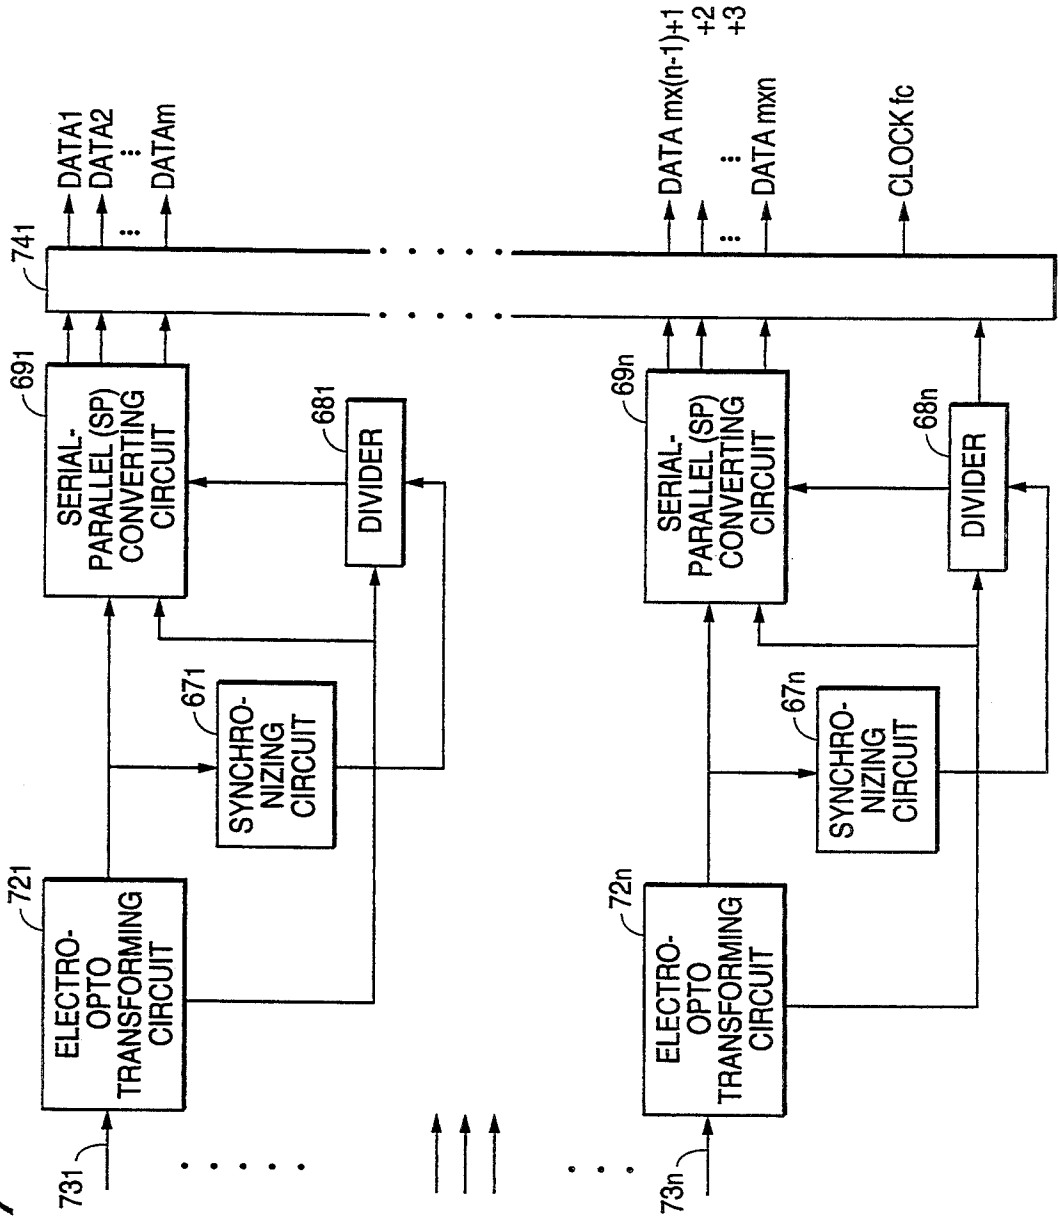 731
721
ELECTRO-
OPTO
TRANSFORMING
CIRCUIT
671
SYNCHRO-
NIZING
CIRCUIT
691
SERIAL-
PARALLEL (SP)
CONVERTING
CIRCUIT
681
DIVIDER
741
DATA1
DATA2
DATAm
73n
72n
ELECTRO-
OPTO
TRANSFORMING
CIRCUIT
67n
SYNCHRO-
NIZING
CIRCUIT
69n
SERIAL-
PARALLEL (SP)
CONVERTING
CIRCUIT
68n
DIVIDER
DATA mx(n-1)+1
+2
+3
DATA mxn
CLOCK fc